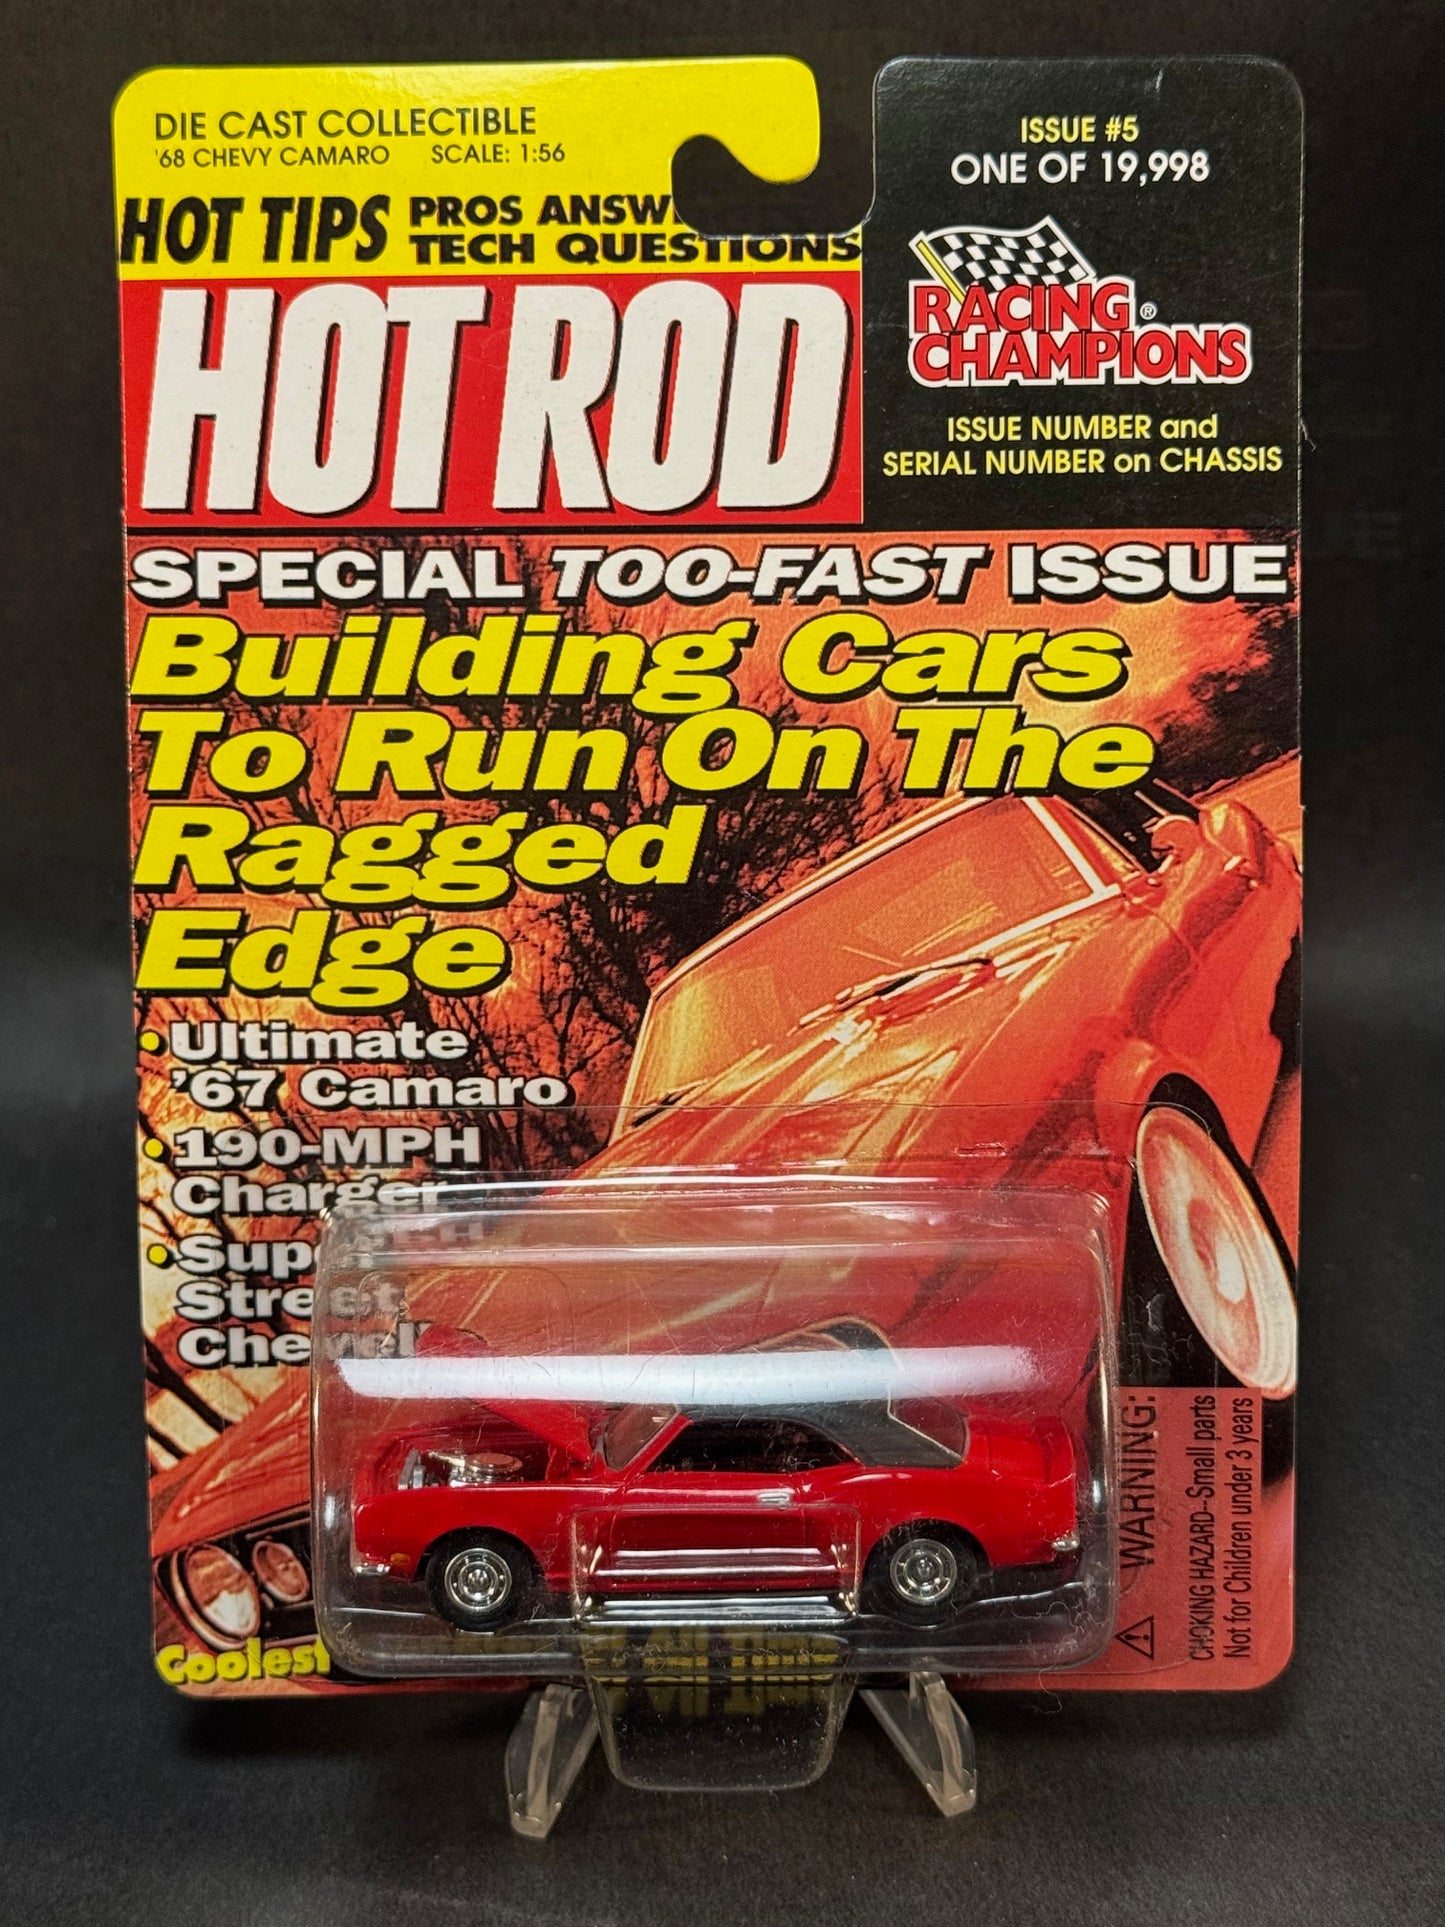 DIE CAST COLLECTIBLE
'68 CHEVY CAMARO SCALE: 1:56
HOT TIPS PROS ANSW
TECH QUESTIONS
HOT ROD
ISSUE #5
ONE OF 19,998
RACING ®
CHAMPIONS
ISSUE NUMBER and
SERIAL NUMBER on CHASSIS
SPECIAL TOO-FAST ISSUE
Building Cars
To Run On The
Ragged
Edge
• Ultimate
'67 Camaro
• 190-MPH
Charger
Street
Coolest
⚠ WARNING:
CHOKING HAZARD–Small parts
Not for Children under 3 years